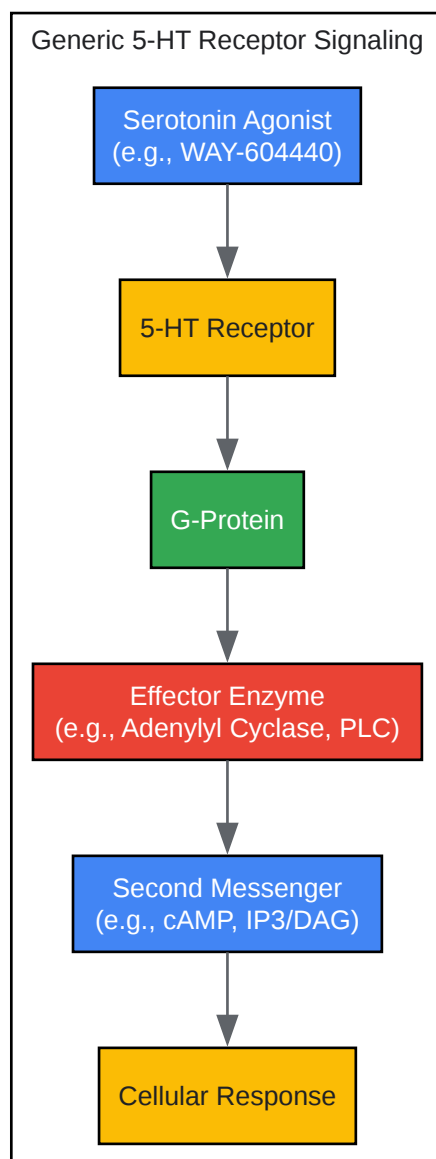 Generic 5-HT Receptor Signaling
Serotonin Agonist
(e.g., WAY-604440)
5-HT Receptor
G-Protein
Effector Enzyme
(e.g., Adenylyl Cyclase, PLC)
Second Messenger
(e.g., cAMP, IP3/DAG)
Cellular Response